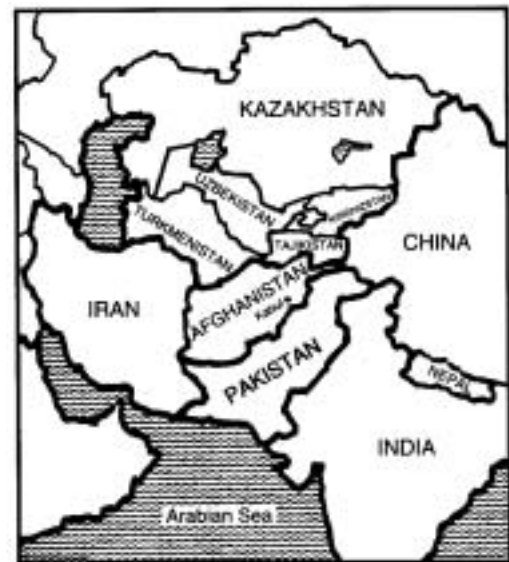 KAZAKHSTAN
UZBEKISTAN
TURKMENISTAN
TAJIKISTAN
CHINA
IRAN
AFGHANISTAN
Kabul
PAKISTAN
NEPAL
INDIA
Arabian Sea